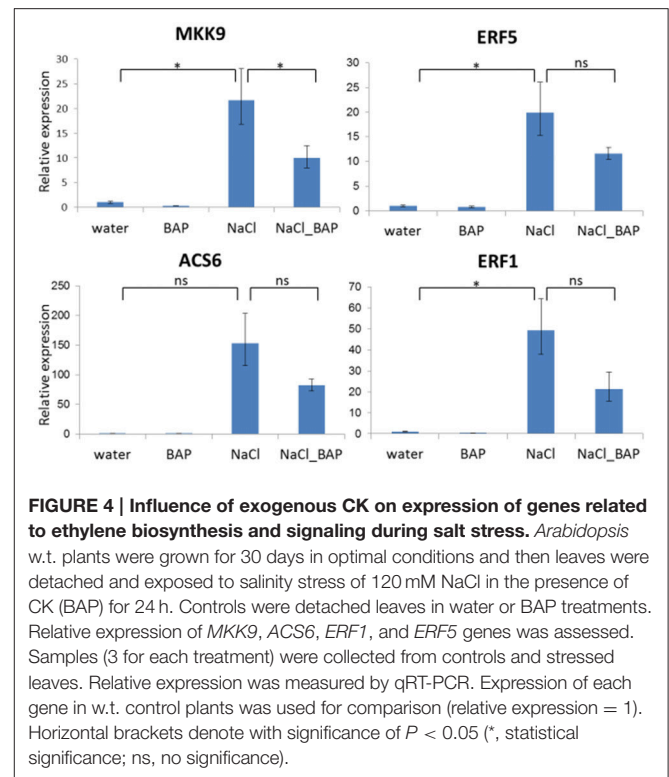 MKK9
Relative expression
30
25
20
15
10
5
0
* *
water BAP NaCl NaCl_BAP
ERF5
30
25
20
15
10
5
0
* ns
water BAP NaCl NaCl_BAP
ACS6
Relative expression
250
200
150
100
50
0
ns ns
water BAP NaCl NaCl_BAP
ERF1
70
60
50
40
30
20
10
0
* ns
water BAP NaCl NaCl_BAP
FIGURE 4 | Influence of exogenous CK on expression of genes related
to ethylene biosynthesis and signaling during salt stress. Arabidopsis
w.t. plants were grown for 30 days in optimal conditions and then leaves were
detached and exposed to salinity stress of 120 mM NaCl in the presence of
CK (BAP) for 24 h. Controls were detached leaves in water or BAP treatments.
Relative expression of MKK9, ACS6, ERF1, and ERF5 genes was assessed.
Samples (3 for each treatment) were collected from controls and stressed
leaves. Relative expression was measured by qRT-PCR. Expression of each
gene in w.t. control plants was used for comparison (relative expression = 1).
Horizontal brackets denote with significance of P < 0.05 (*, statistical
significance; ns, no significance).